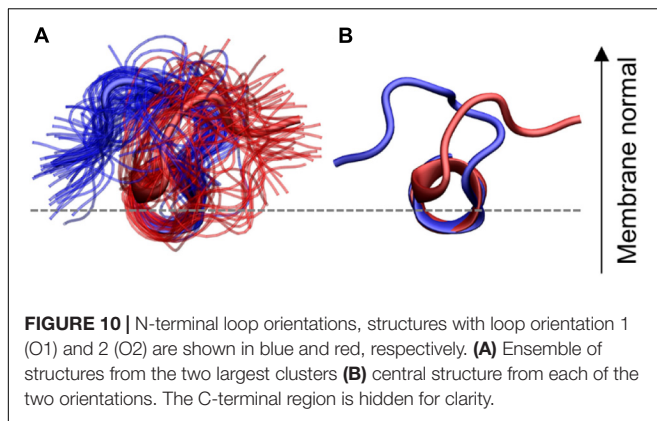 A
B
Membrane normal
FIGURE 10 | N-terminal loop orientations, structures with loop orientation 1
(O1) and 2 (O2) are shown in blue and red, respectively. (A) Ensemble of
structures from the two largest clusters (B) central structure from each of the
two orientations. The C-terminal region is hidden for clarity.